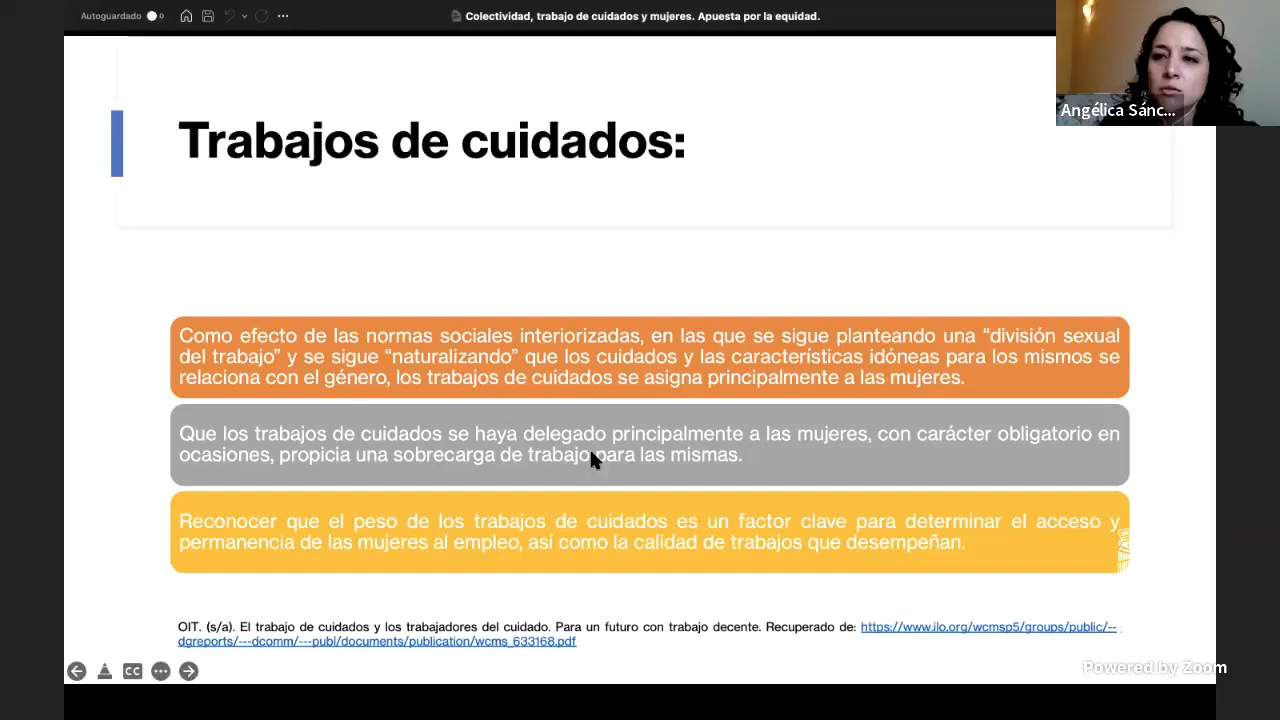 Autoguardado
Colectividad, trabajo de cuidados y mujeres. Apuesta por la equidad.
Angélica Sánc...
Trabajos de cuidados:
Como efecto de las normas sociales interiorizadas, en las que se sigue planteando una “división sexual
del trabajo” y se sigue “naturalizando” que los cuidados y las características idóneas para los mismos se
relaciona con el género, los trabajos de cuidados se asigna principalmente a las mujeres.
Que los trabajos de cuidados se haya delegado principalmente a las mujeres, con carácter obligatorio en
ocasiones, propicia una sobrecarga de trabajo para las mismas.
Reconocer que el peso de los trabajos de cuidados es un factor clave para determinar el acceso y
permanencia de las mujeres al empleo, así como la calidad de trabajos que desempeñan.
OIT. (s/a). El trabajo de cuidados y los trabajadores del cuidado. Para un futuro con trabajo decente. Recuperado de: https://www.ilo.org/wcmsp5/groups/public/---
dgreports/---dcomm/---publ/documents/publication/wcms_633168.pdf
CC
Powered by Zoom